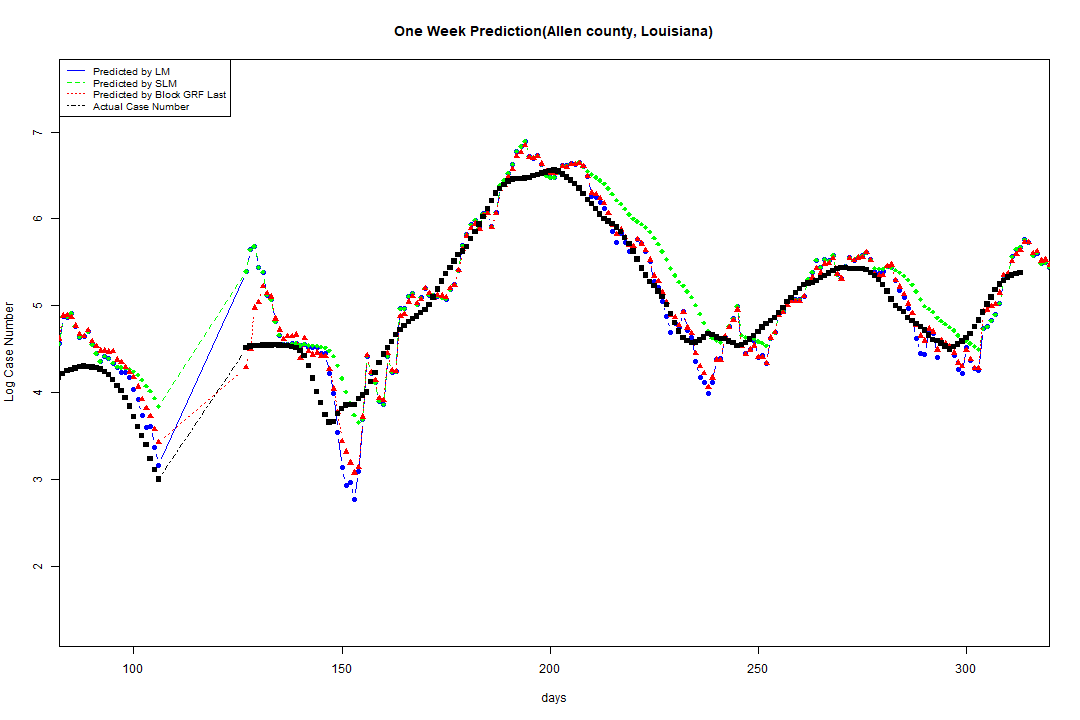 One Week Prediction(Allen county, Louisiana)
Predicted by LM
Predicted by SLM
Predicted by Block GRF Last
Actual Case Number
7
6
5
4
3
2
Log Case Number
100 150 200 250 300
days